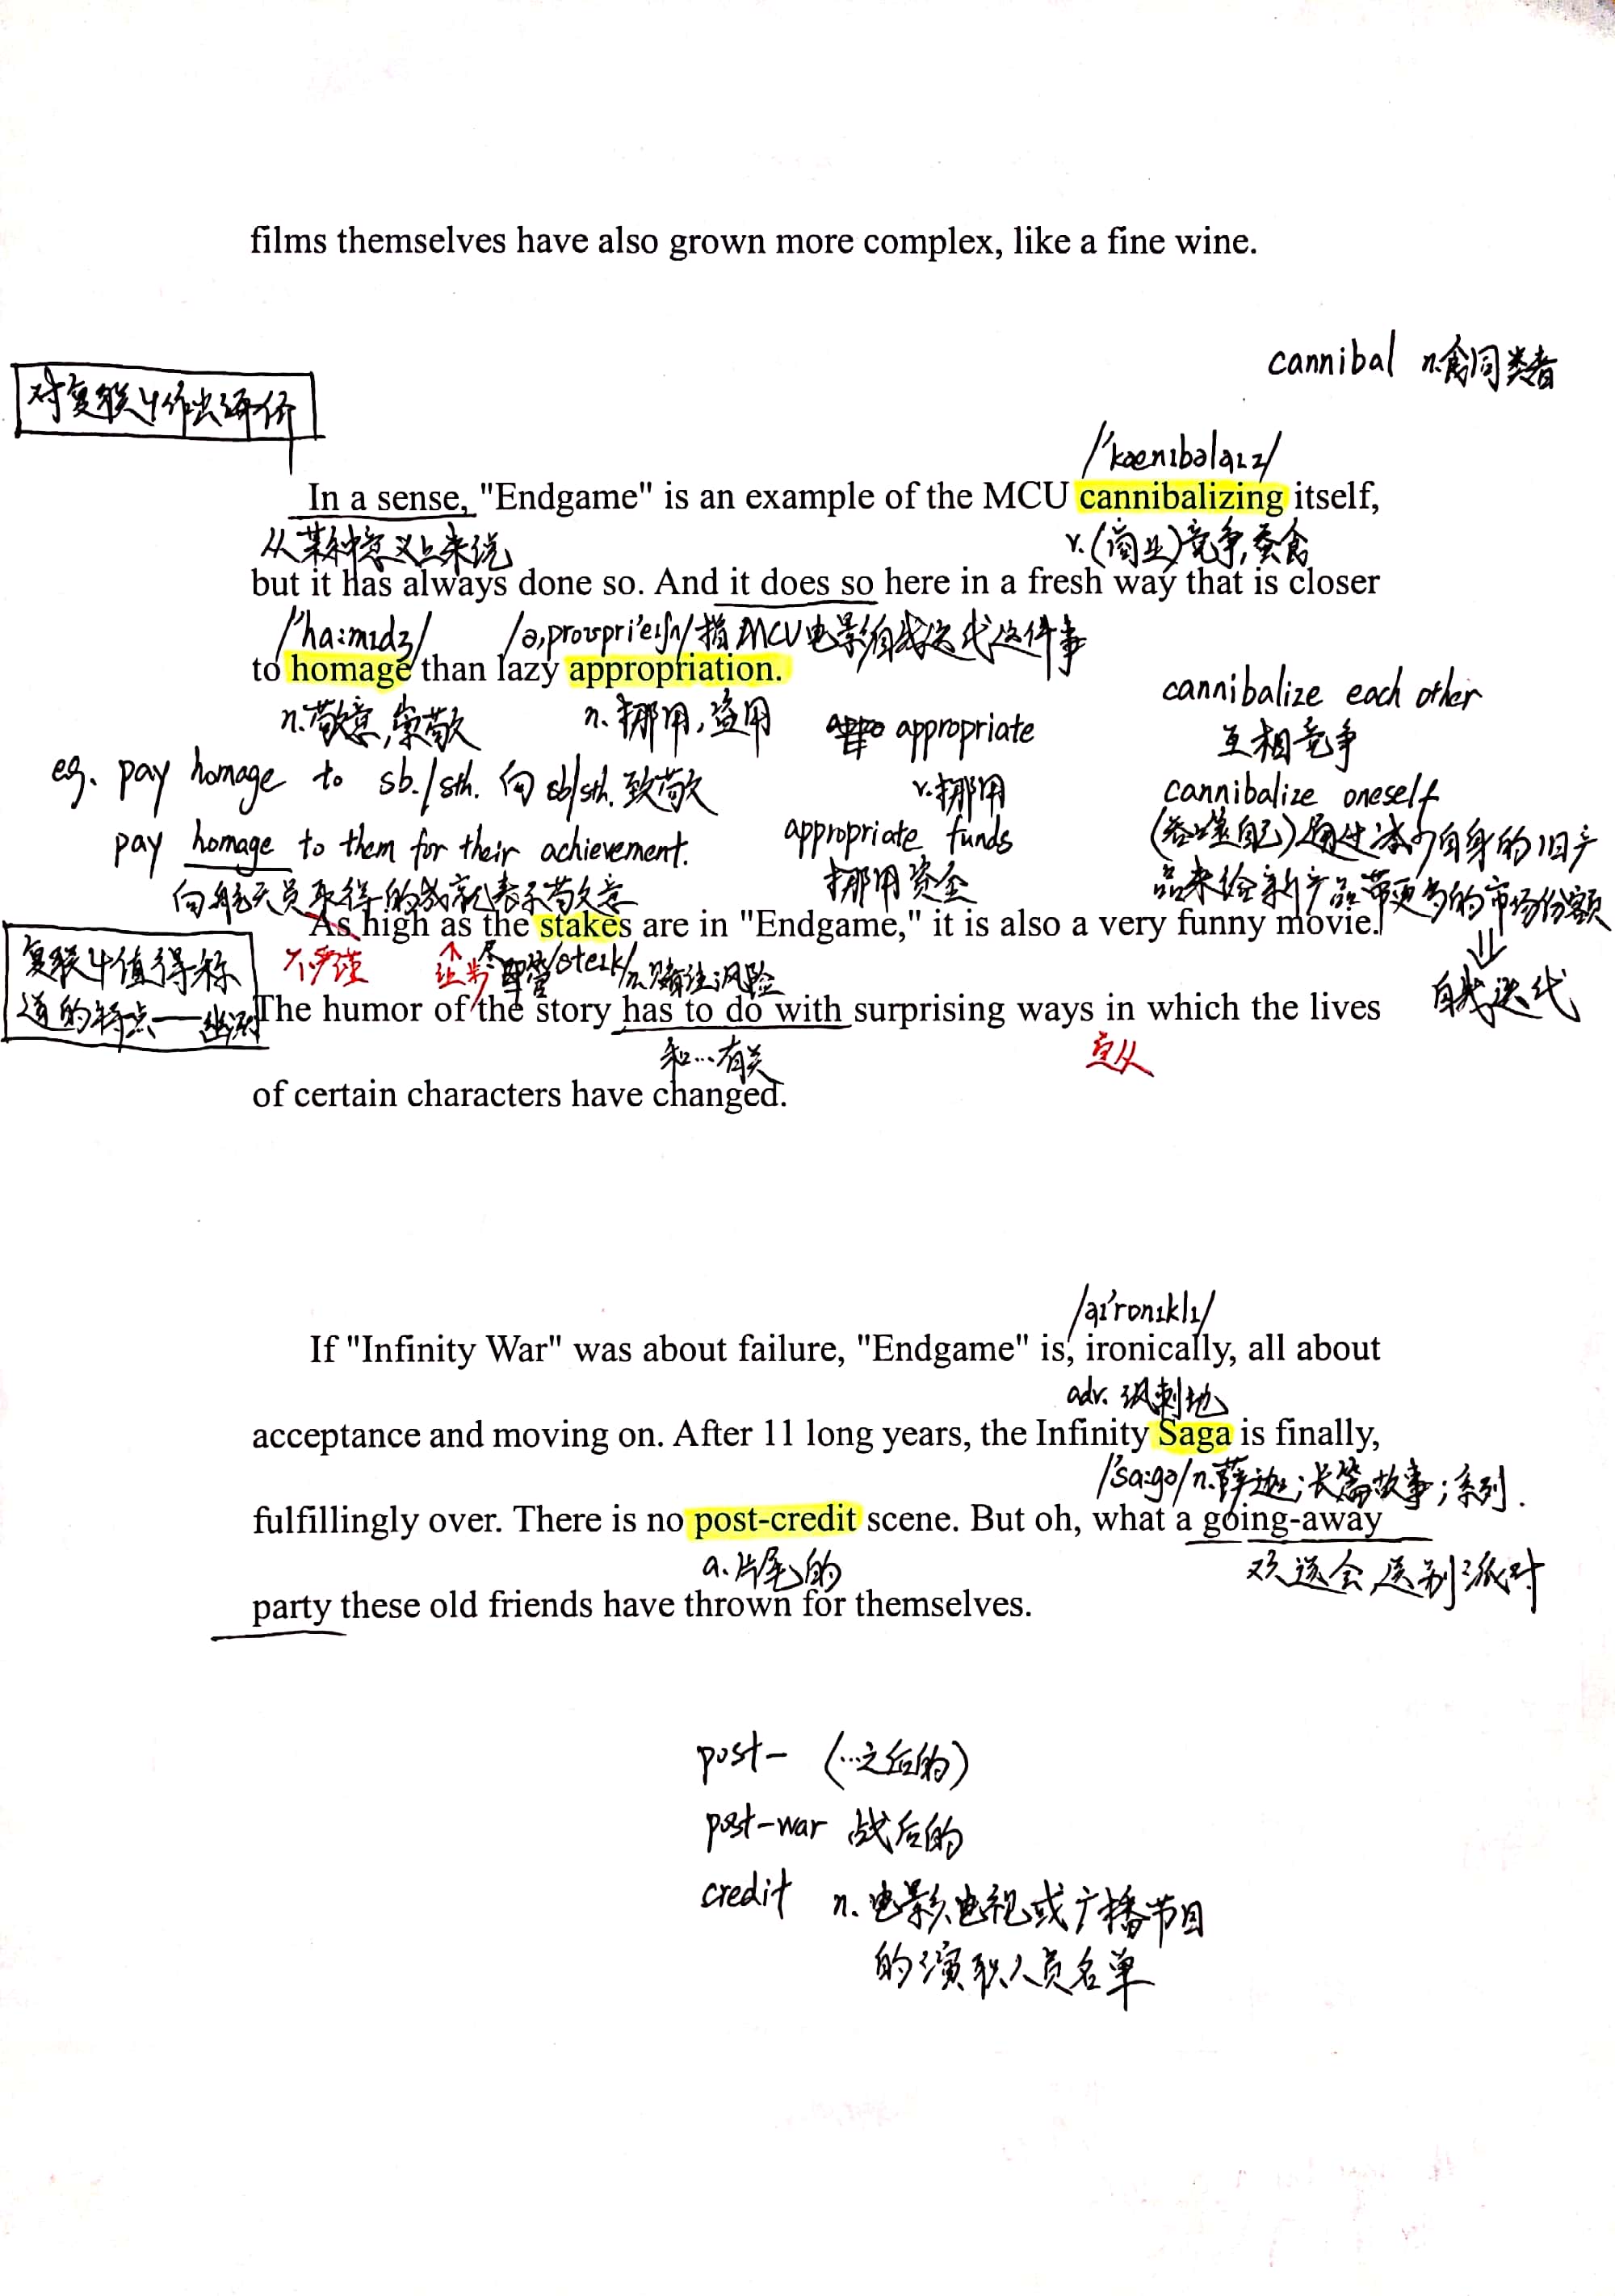 films themselves have also grown more complex, like a fine wine.
cannibal n.食同类者
对复联4作出评价
/ˈkænɪbəlaɪz/
In a sense, "Endgame" is an example of the MCU cannibalizing itself,
从某种意义上来说
v.(商业)竞争,蚕食
but it has always done so. And it does so here in a fresh way that is closer
/ˈhɑːmɪdʒ/
/əˌproʊpriˈeɪʃn/
指MCU电影自我迭代这件事
to homage than lazy appropriation.
n.敬意,崇敬
n.挪用,盗用
appropriate
v.挪用
appropriate funds
挪用资金
cannibalize each other
互相竞争
cannibalize oneself
(吞噬自己)通过减少自身的旧产
品来给新产品带更多的市场份额
⇓
自我迭代
eg. pay homage to sb./sth. 向sb/sth.致敬
pay homage to them for their achievement.
向航天员取得的成就表示敬意
As high as the stakes are in "Endgame," it is also a very funny movie.
不严谨
让步
尽管
/steɪk/ n.赌注;风险
复联4值得称
道的特点——幽默
The humor of the story has to do with surprising ways in which the lives
和...有关
定从
of certain characters have changed.
/aɪˈrɒnɪklɪ/
If "Infinity War" was about failure, "Endgame" is, ironically, all about
adv. 讽刺地
acceptance and moving on. After 11 long years, the Infinity Saga is finally,
/ˈsɑːgə/ n.萨迦;长篇故事;系列.
fulfillingly over. There is no post-credit scene. But oh, what a going-away
a.片尾的
欢送会,送别派对
party these old friends have thrown for themselves.
post- (...之后的)
post-war 战后的
credit n.电影、电视或广播节目
的演职人员名单